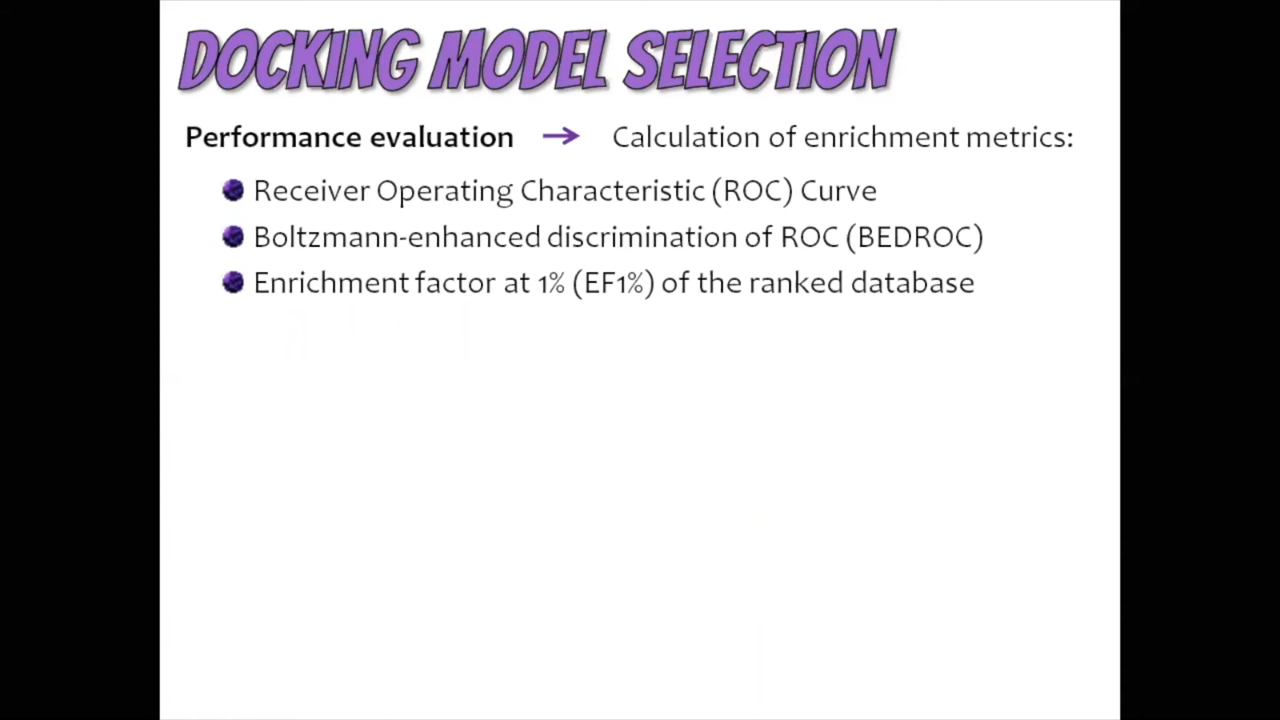 DOCKING MODEL SELECTION
Performance evaluation → Calculation of enrichment metrics:
Receiver Operating Characteristic (ROC) Curve
Boltzmann-enhanced discrimination of ROC (BEDROC)
Enrichment factor at 1% (EF1%) of the ranked database